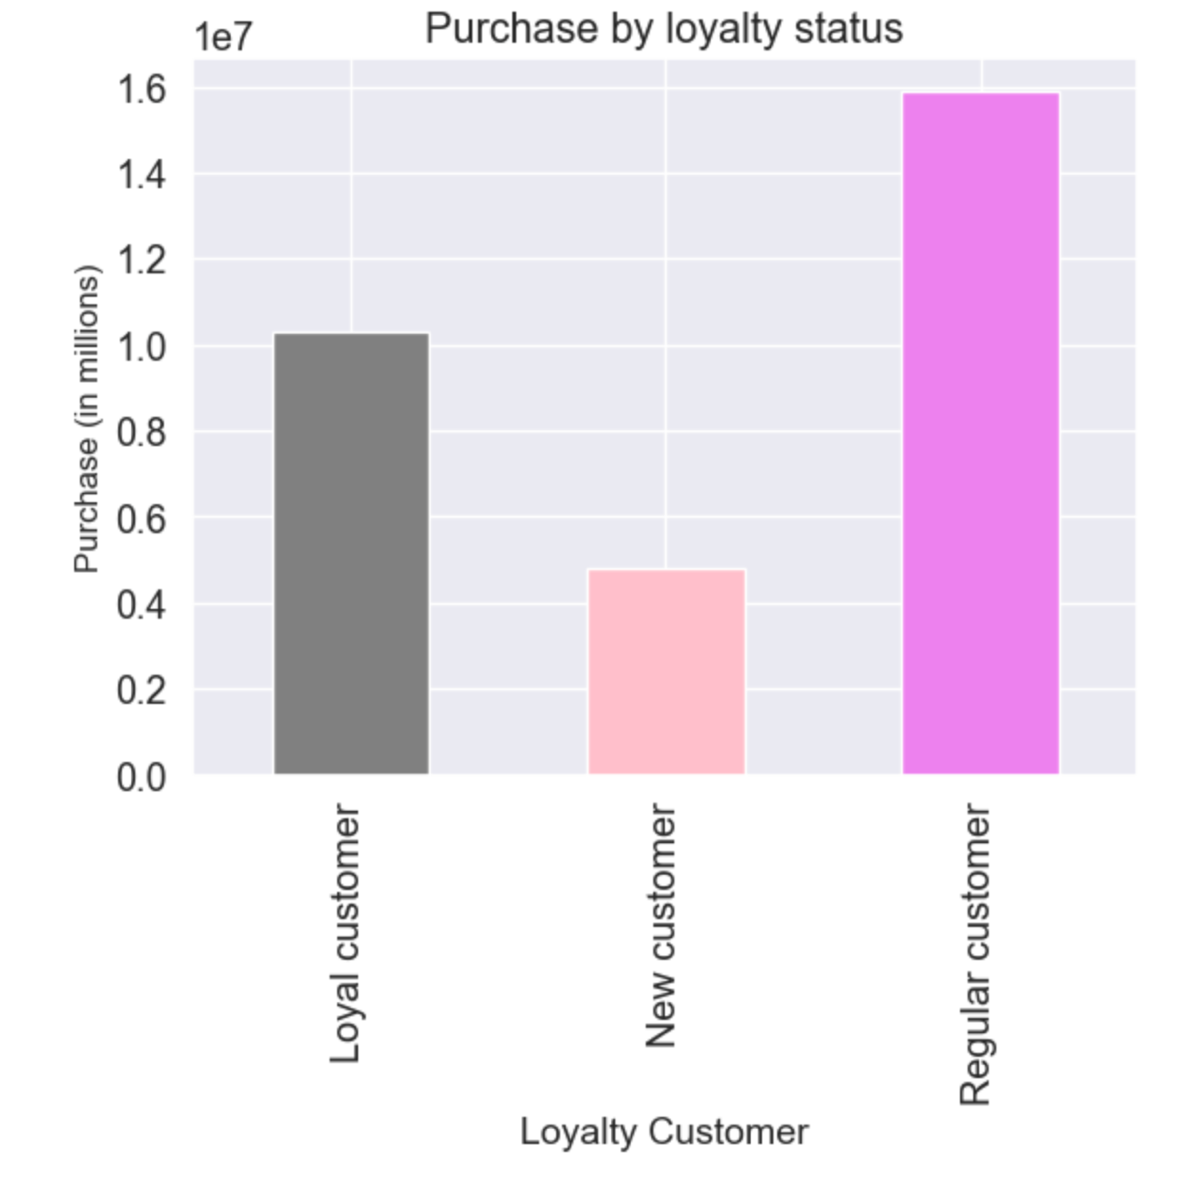 Purchase by loyalty status
1e7
1.6
1.4
1.2
1.0
0.8
0.6
0.4
0.2
0.0
Purchase (in millions)
Loyal customer
New customer
Regular customer
Loyalty Customer